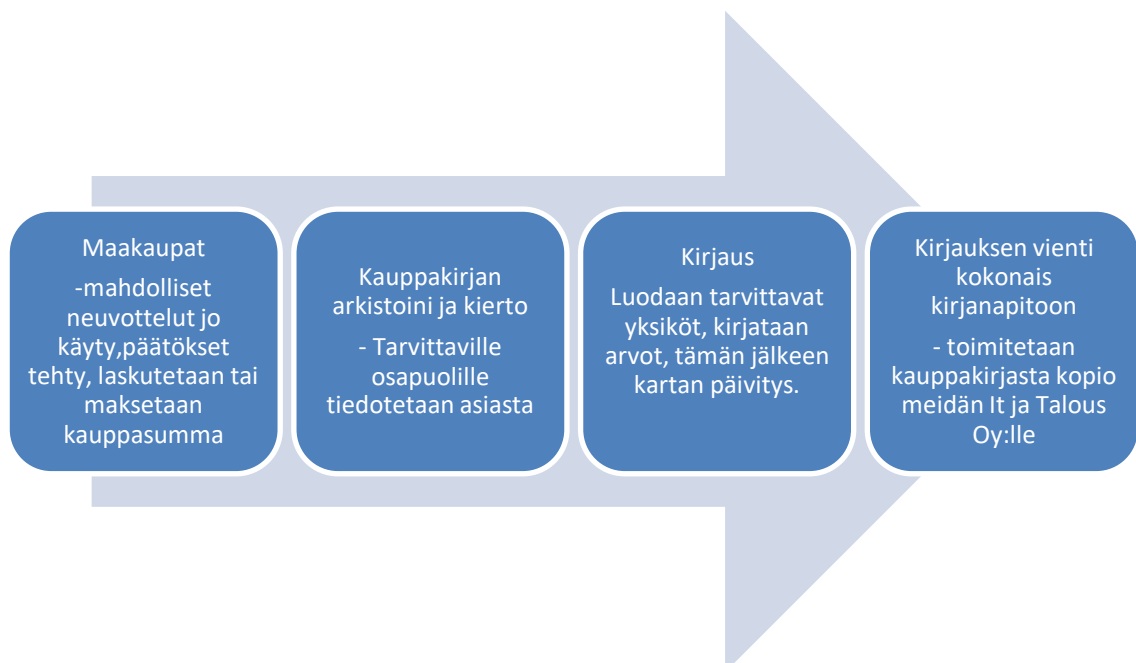 Maakaupat
-mahdolliset
neuvottelut jo
käyty,päätökset
tehty, laskutetaan tai
maksetaan
kauppasumma
Kauppakirjan
arkistoini ja kierto
- Tarvittaville
osapuolille
tiedotetaan asiasta
Kirjaus
Luodaan tarvittavat
yksiköt, kirjataan
arvot, tämän jälkeen
kartan päivitys.
Kirjauksen vienti
kokonais
kirjanapitoon
- toimitetaan
kauppakirjasta kopio
meidän It ja Talous
Oy:lle